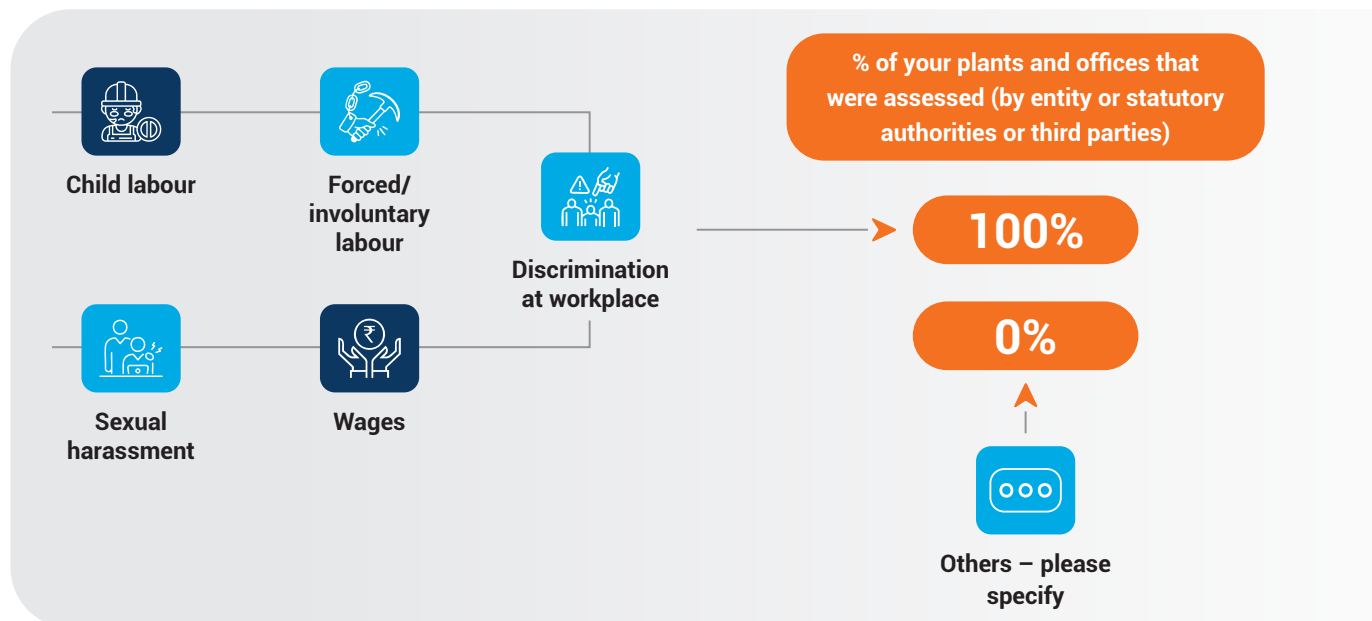 % of your plants and offices that
were assessed (by entity or statutory
authorities or third parties)
Child labour
Forced/
involuntary
labour
Discrimination
at workplace
100%
0%
₹
Sexual
harassment
Wages
Others – please
specify